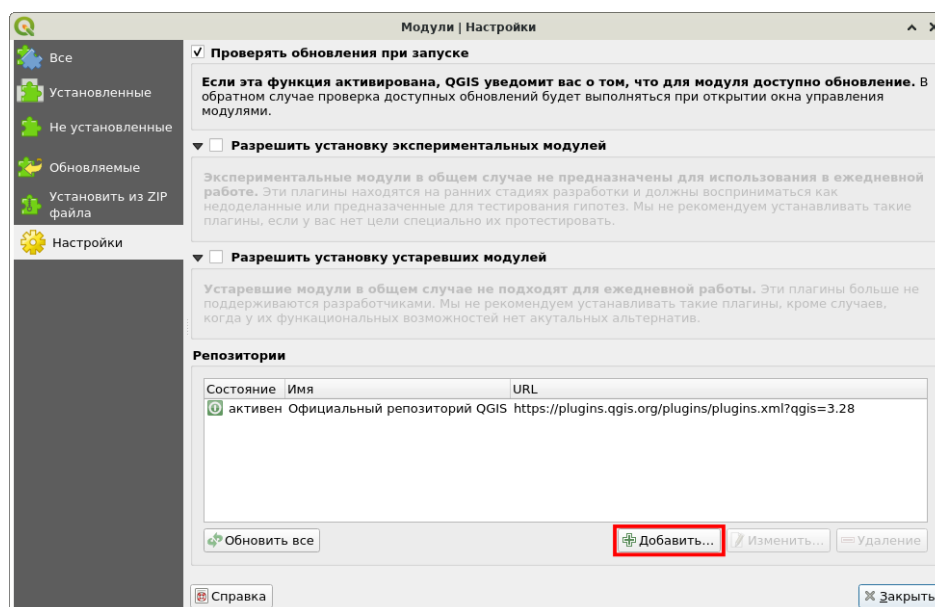 Модули | Настройки
Все
Установленные
Не установленные
Обновляемые
Установить из ZIP
файла
Настройки
Проверять обновления при запуске
Если эта функция активирована, QGIS уведомит вас о том, что для модуля доступно обновление. В
обратном случае проверка доступных обновлений будет выполняться при открытии окна управления
модулями.
Разрешить установку экспериментальных модулей
Экспериментальные модули в общем случае не предназначены для использования в ежедневной
работе. Эти плагины находятся на ранних стадиях разработки и должны восприниматься как
недоделанные или предназаченные для тестирования гипотез. Мы не рекомендуем устанавливать такие
плагины, если у вас нет цели специально их протестировать.
Разрешить установку устаревших модулей
Устаревшие модули в общем случае не подходят для ежедневной работы. Эти плагины больше не
поддерживаются разработчиками. Мы не рекомендуем устанавливать такие плагины, кроме случаев,
когда у их функциональных возможностей нет акутальных альтернатив.
Репозитории
Состояние Имя URL
активен Официальный репозиторий QGIS https://plugins.qgis.org/plugins/plugins.xml?qgis=3.28
Обновить все Добавить... Изменить... Удаление
Справка Закрыть